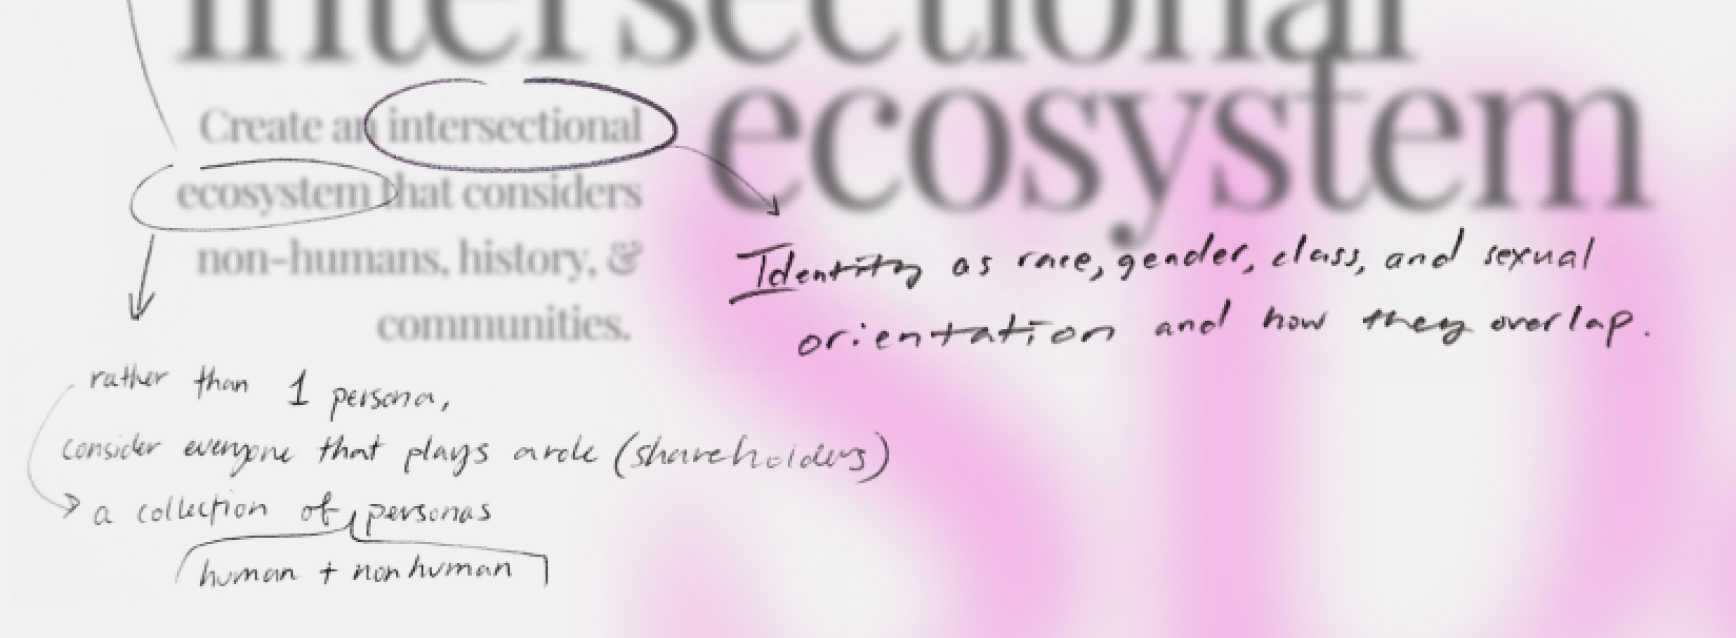 intersectional
ecosystem
Create an intersectional
ecosystem that considers
non-humans, history, &
communities.
Identity as race, gender, class, and sexual
orientation and how they overlap.
rather than 1 persona,
consider everyone that plays a role (shareholders)
a collection of personas
human + nonhuman